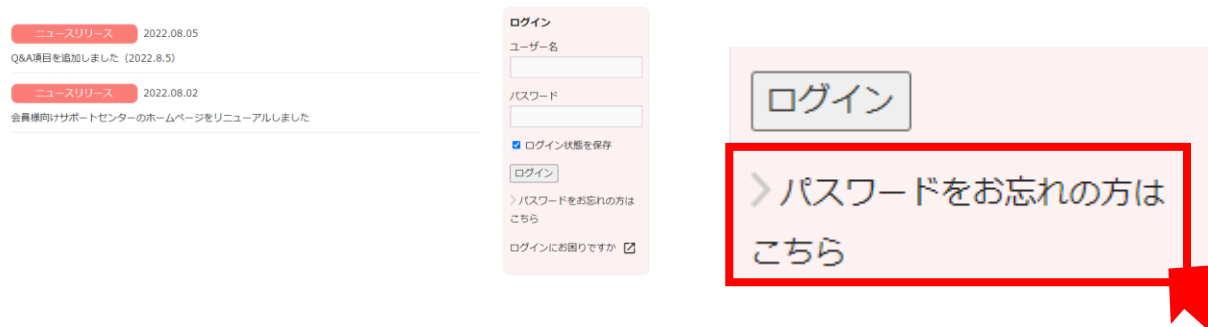 ニュースリリース 2022.08.05
Q&A項目を追加しました（2022.8.5）
ニュースリリース 2022.08.02
会員様向けサポートセンターのホームページをリニューアルしました
ログイン
ユーザー名
パスワード
ログイン状態を保存
ログイン
パスワードをお忘れの方は
こちら
ログインにお困りですか
ログイン
パスワードをお忘れの方は
こちら